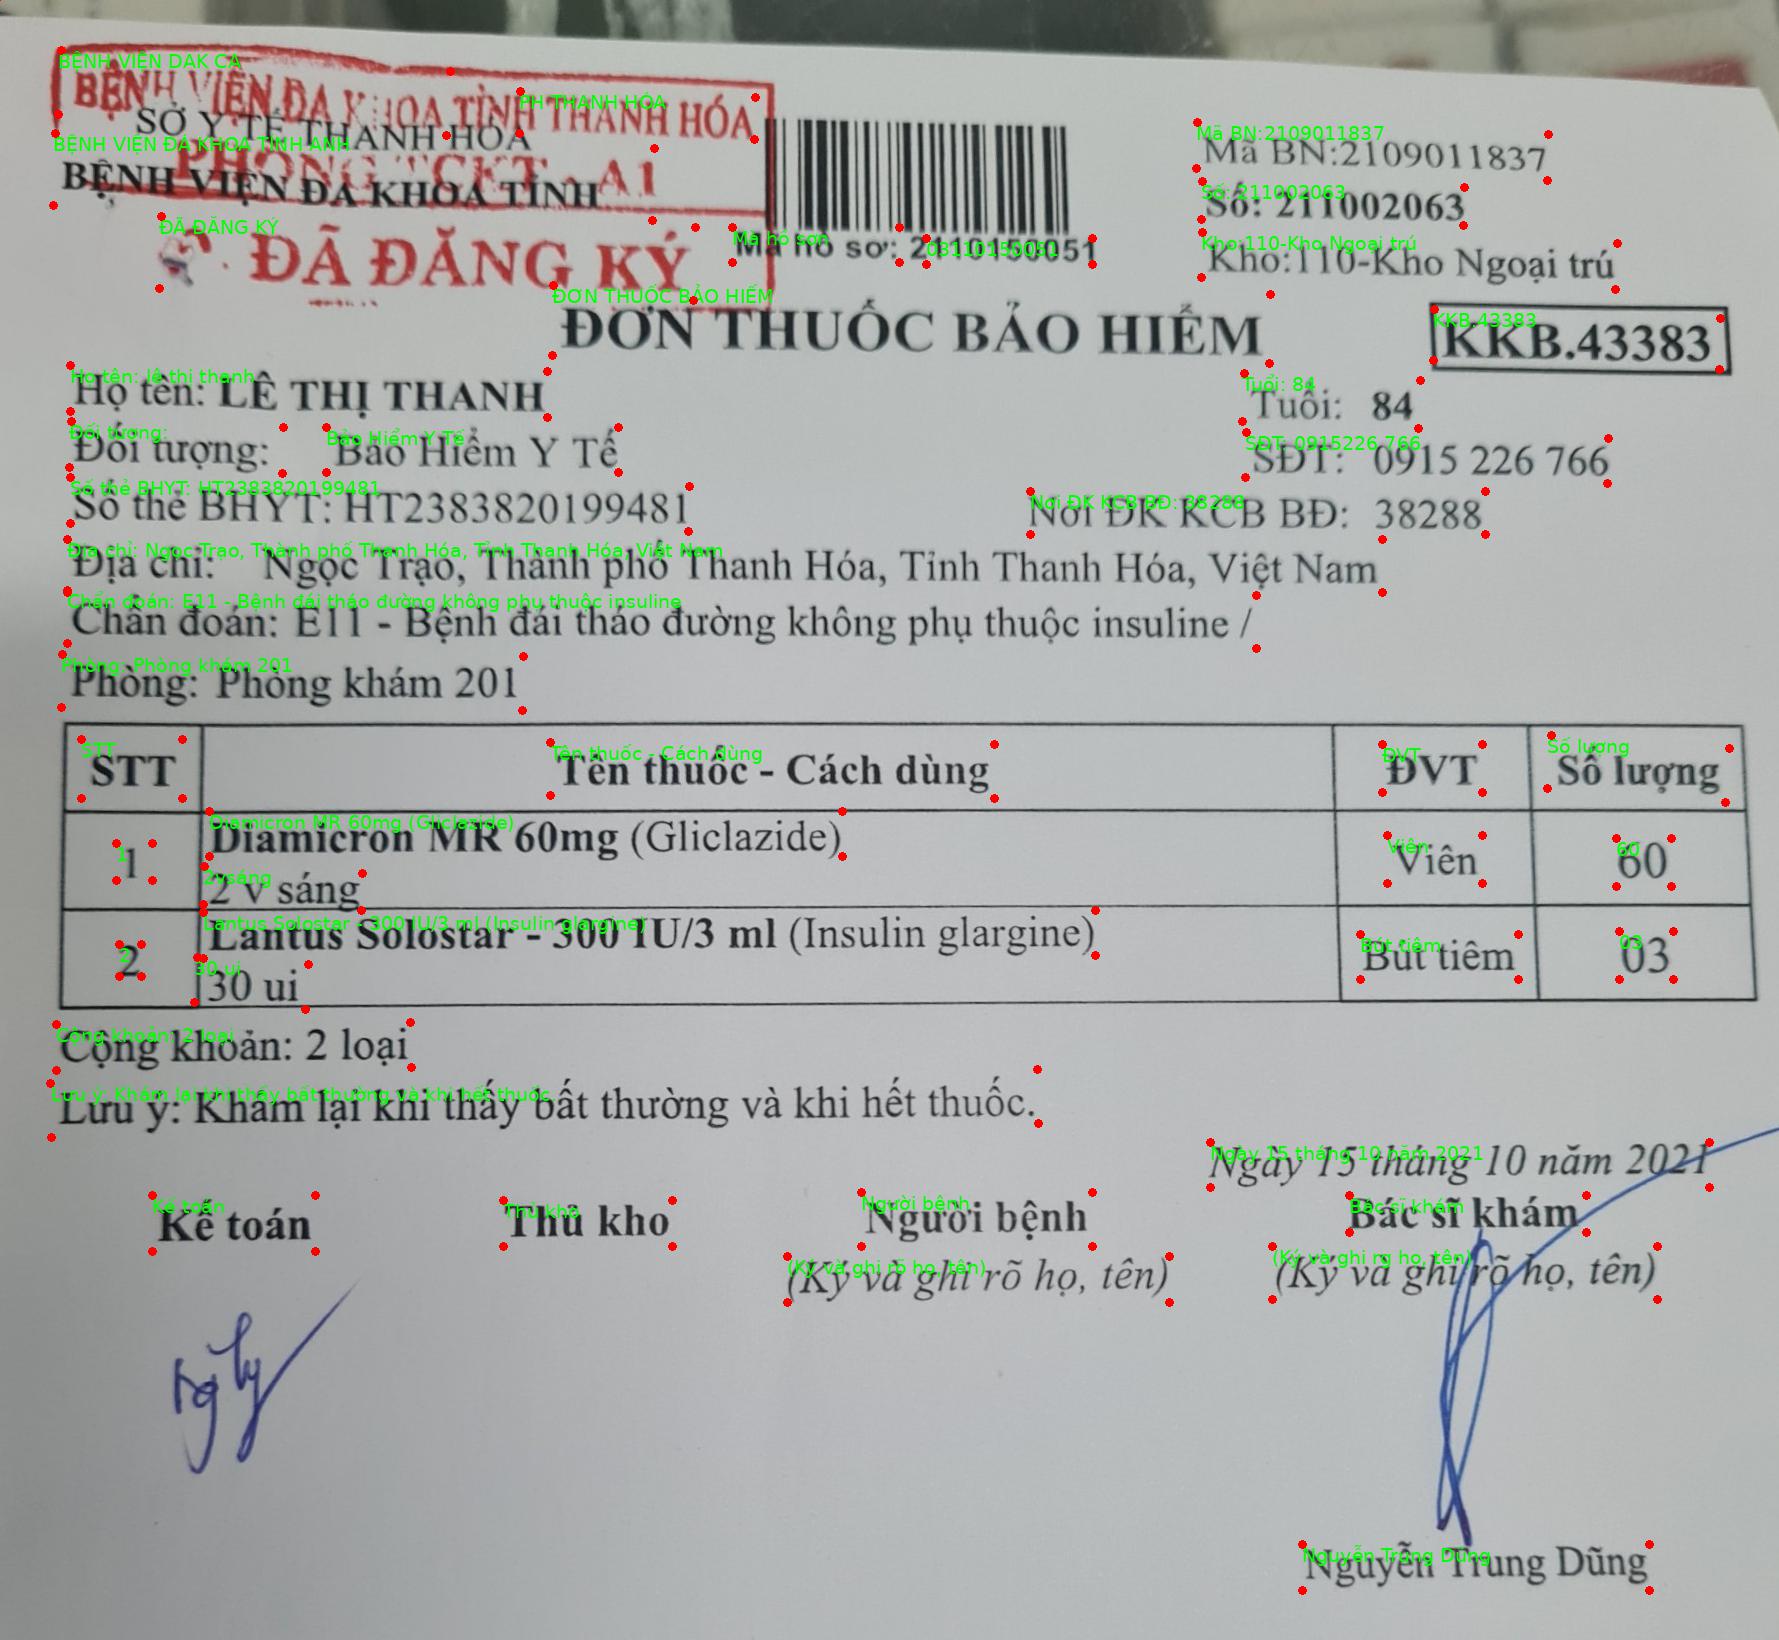 BỆNH VIỆN ĐA KHOA TỈNH THANH HÓA
SỞ Y TẾ THANH HÓA
PHÒNG TCKT - A1
BỆNH VIỆN ĐA KHOA TỈNH
ĐÃ ĐĂNG KÝ
Mã hồ sơ: 2110150051
Mã BN:2109011837
Số: 211002063
Kho:110-Kho Ngoại trú
ĐƠN THUỐC BẢO HIỂM
KKB.43383
Họ tên: LÊ THỊ THANH Tuổi: 84
Đối tượng: Bảo Hiểm Y Tế SĐT: 0915 226 766
Số thẻ BHYT: HT2383820199481 Nơi ĐK KCB BĐ: 38288
Địa chỉ: Ngọc Trạo, Thành phố Thanh Hóa, Tỉnh Thanh Hóa, Việt Nam
Chẩn đoán: E11 - Bệnh đái tháo đường không phụ thuộc insuline /
Phòng: Phòng khám 201
STT Tên thuốc - Cách dùng ĐVT Số lượng
1 Diamicron MR 60mg (Gliclazide) Viên 60
2 v sáng
2 Lantus Solostar - 300 IU/3 ml (Insulin glargine) Bút tiêm 03
30 ui
Cộng khoản: 2 loại
Lưu ý: Khám lại khi thấy bất thường và khi hết thuốc.
Ngày 15 tháng 10 năm 2021
Kế toán Thủ kho Người bệnh Bác sĩ khám
(Ký và ghi rõ họ, tên) (Ký và ghi rõ họ, tên)
Nguyễn Trung Dũng